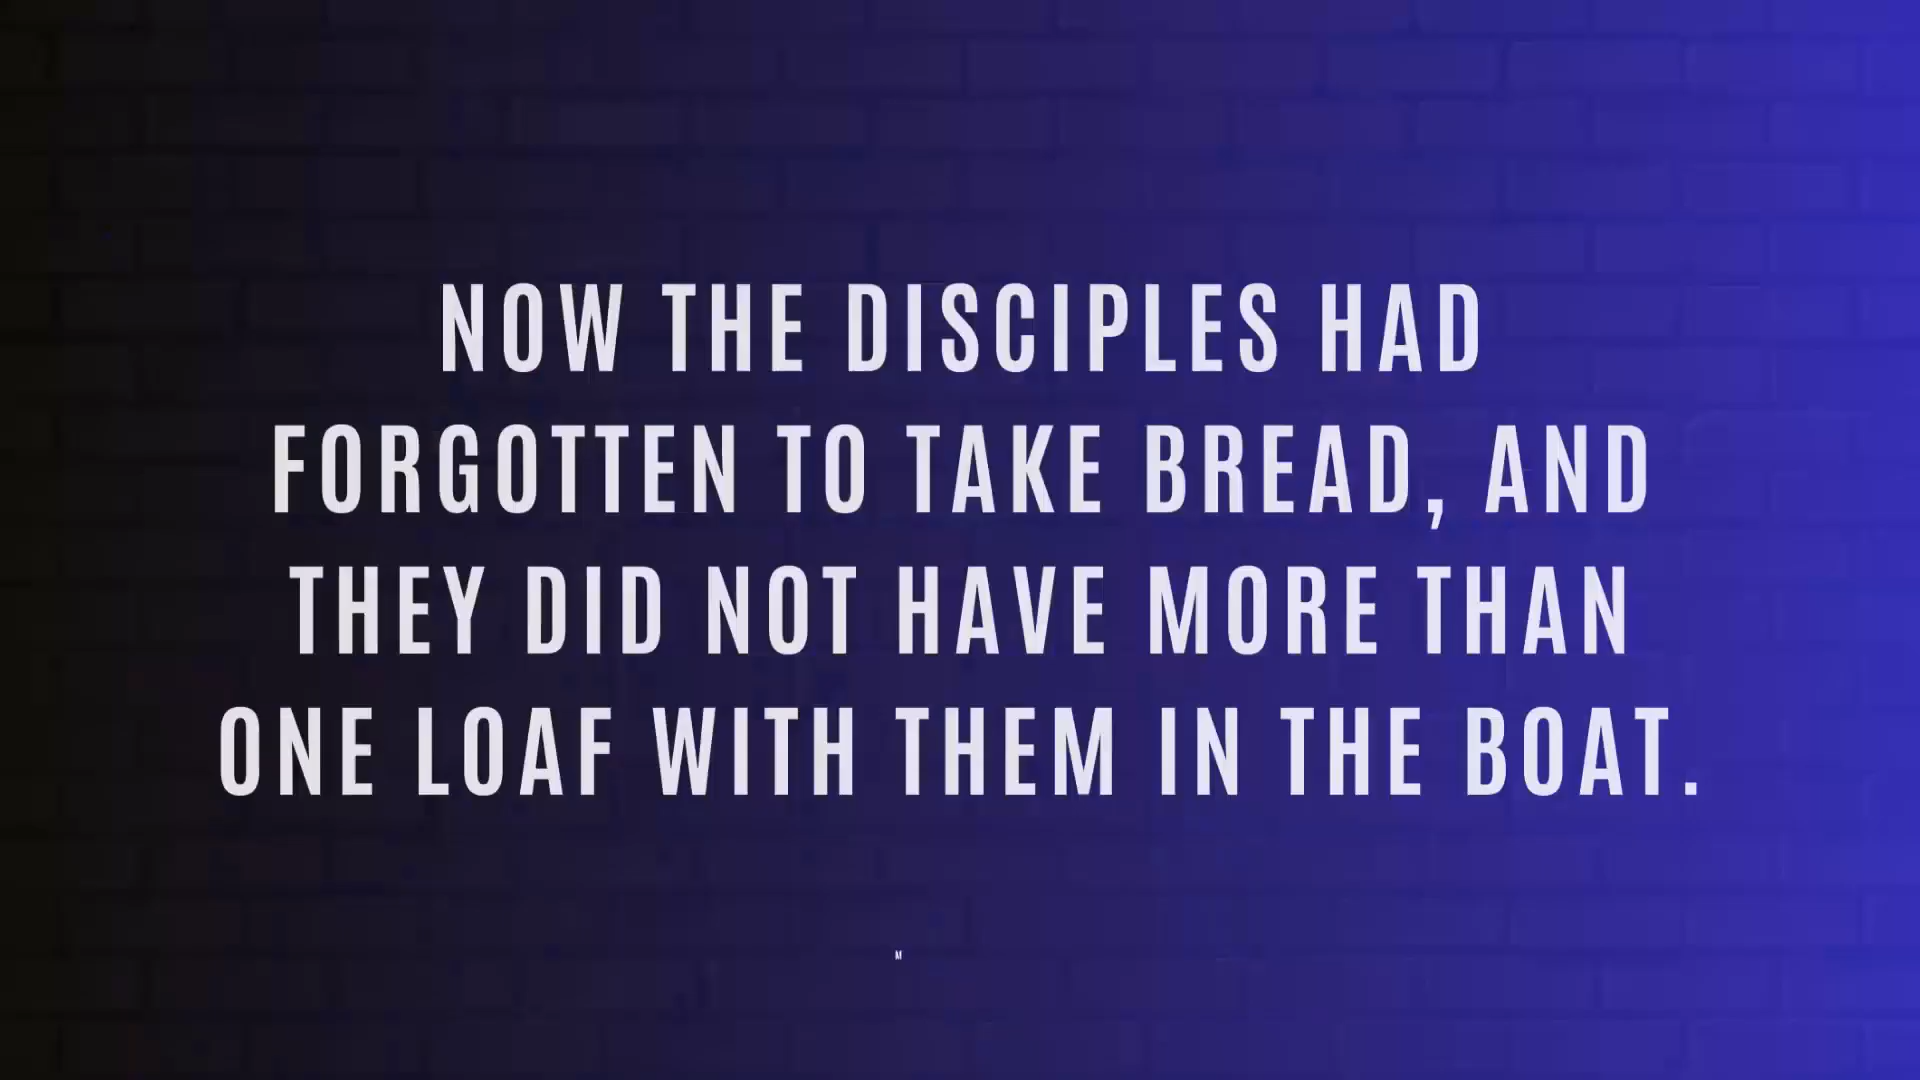 NOW THE DISCIPLES HAD
FORGOTTEN TO TAKE BREAD, AND
THEY DID NOT HAVE MORE THAN
ONE LOAF WITH THEM IN THE BOAT.
M